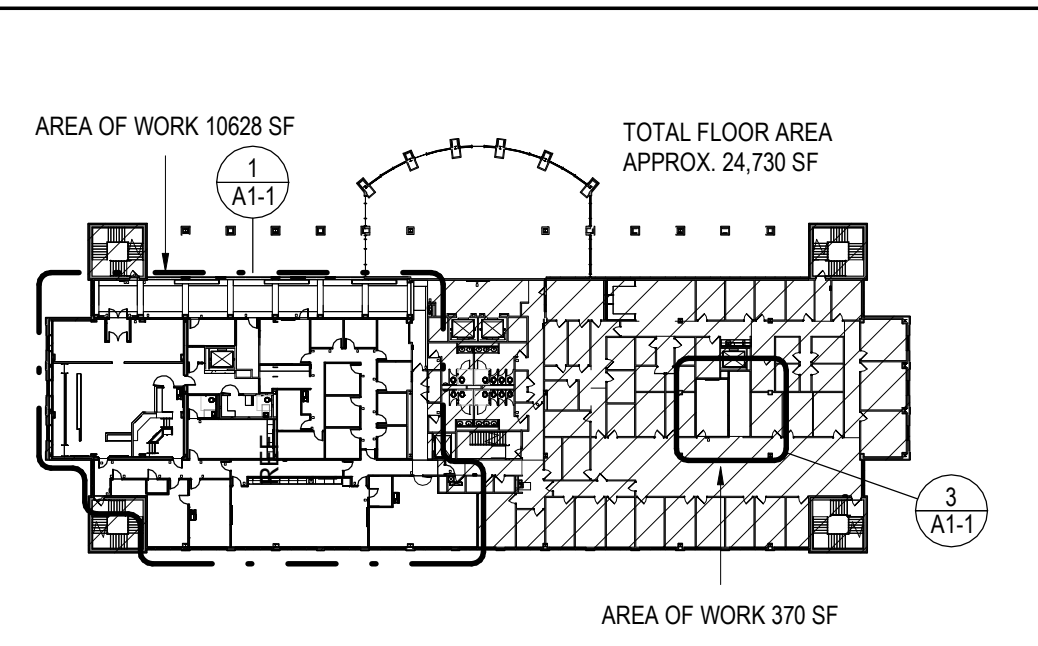 AREA OF WORK 10628 SF
TOTAL FLOOR AREA
APPROX. 24,730 SF
1
A1-1
REF
3
A1-1
AREA OF WORK 370 SF